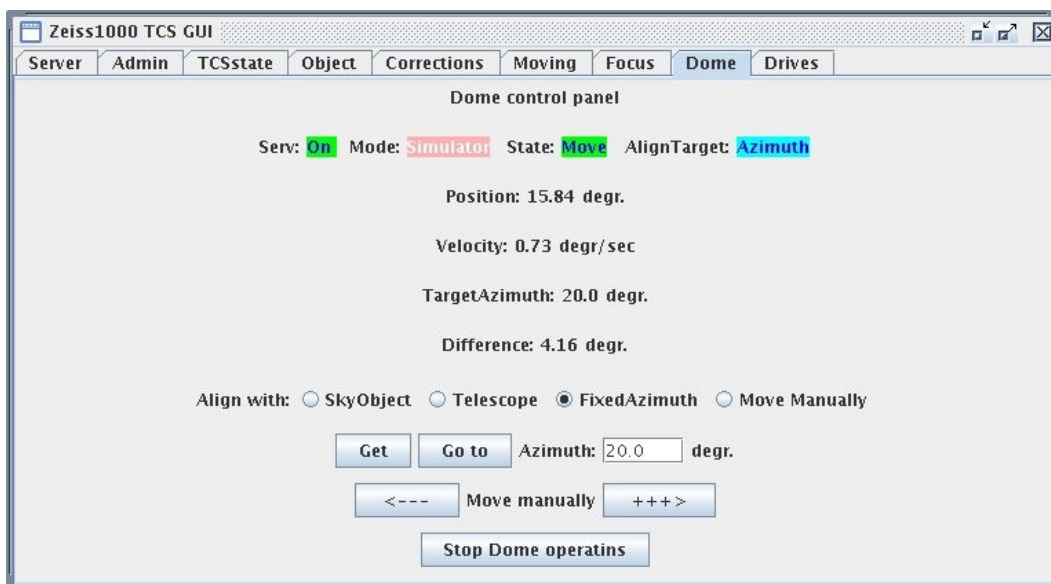 Zeiss1000 TCS GUI
Server Admin TCSstate Object Corrections Moving Focus Dome Drives
Dome control panel
Serv: On Mode: Simulator State: Move AlignTarget: Azimuth
Position: 15.84 degr.
Velocity: 0.73 degr/sec
TargetAzimuth: 20.0 degr.
Difference: 4.16 degr.
Align with: SkyObject Telescope FixedAzimuth Move Manually
Get Go to Azimuth: 20.0 degr.
<--- Move manually +++>
Stop Dome operatins